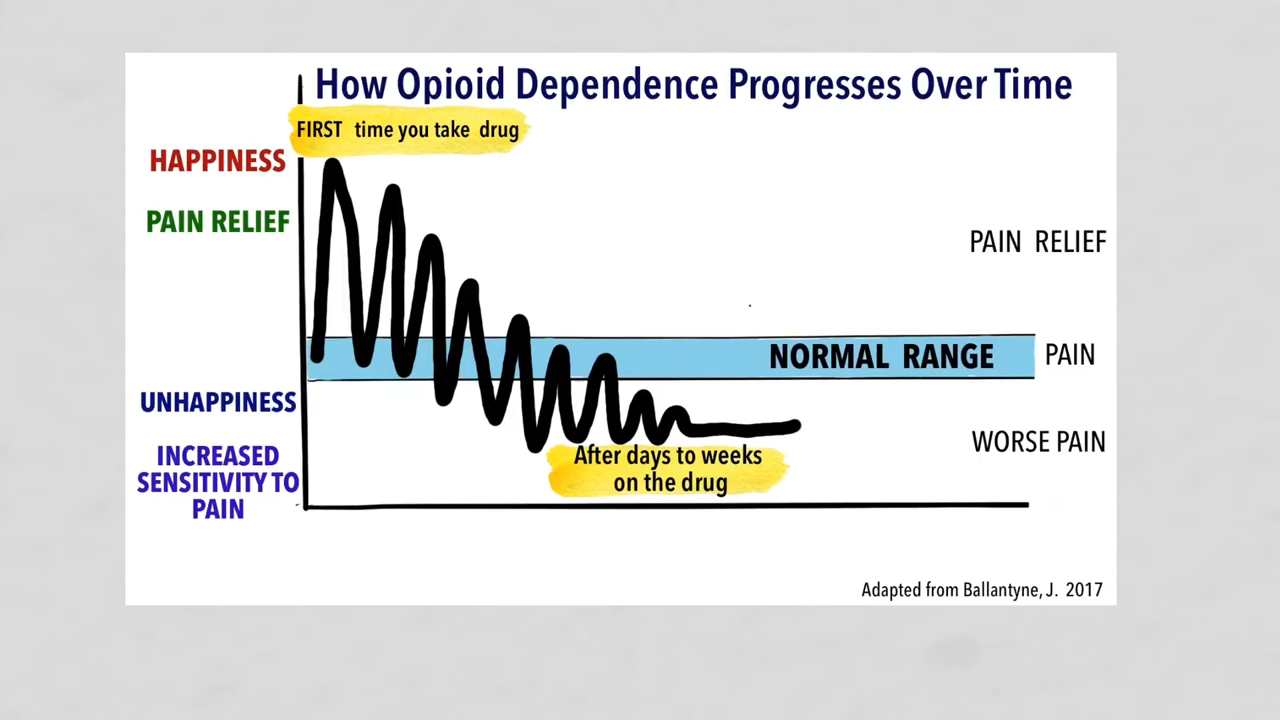 How Opioid Dependence Progresses Over Time
FIRST time you take drug
HAPPINESS
PAIN RELIEF
PAIN RELIEF
NORMAL RANGE
PAIN
UNHAPPINESS
WORSE PAIN
INCREASED
SENSITIVITY TO
PAIN
After days to weeks
on the drug
Adapted from Ballantyne, J. 2017